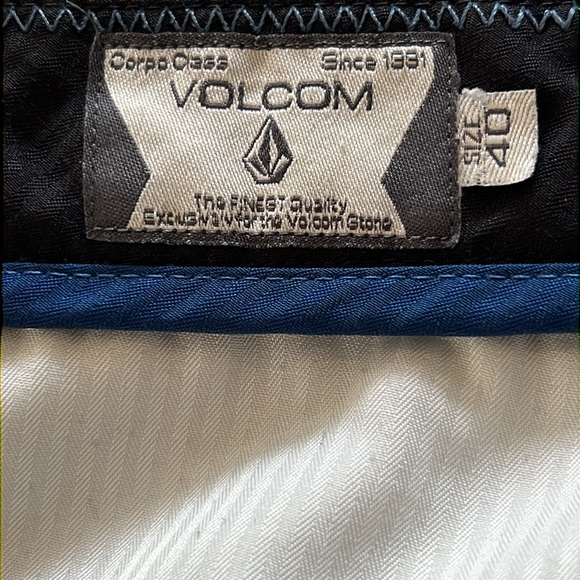 Corpo Class Since 1991
VOLCOM
The FINEST Quality
Exclusively for the Volcom Stone
SIZE
40